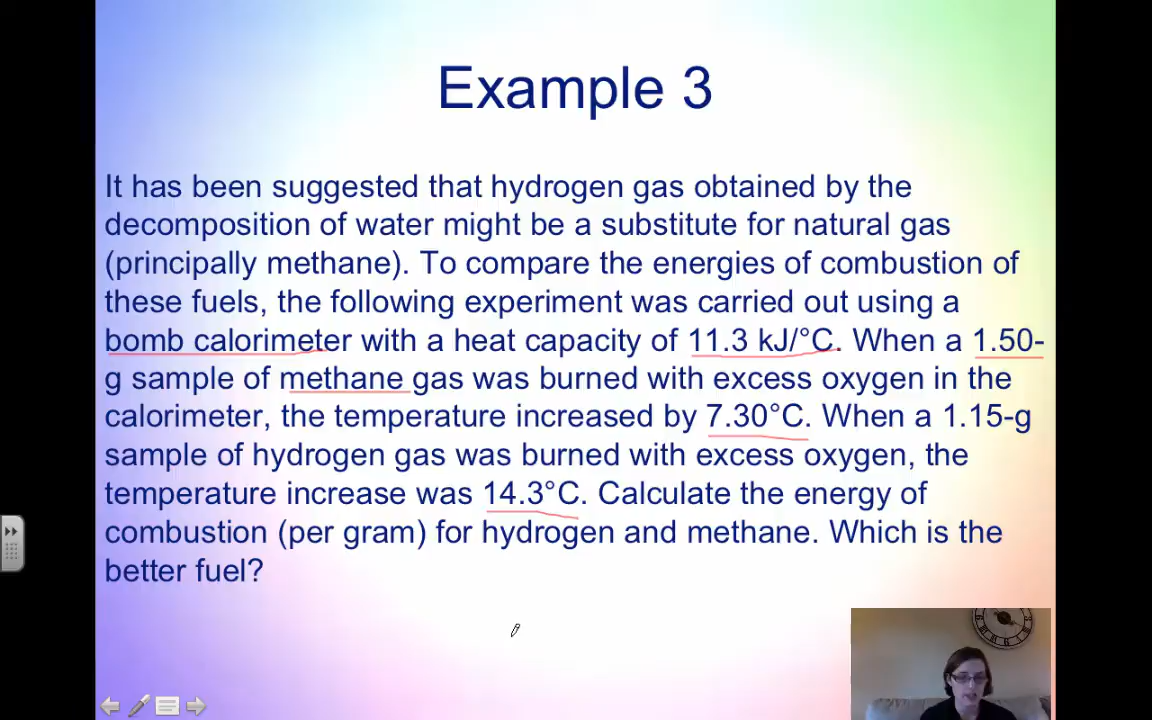 Example 3
It has been suggested that hydrogen gas obtained by the
decomposition of water might be a substitute for natural gas
(principally methane). To compare the energies of combustion of
these fuels, the following experiment was carried out using a
bomb calorimeter with a heat capacity of 11.3 kJ/°C. When a 1.50-
g sample of methane gas was burned with excess oxygen in the
calorimeter, the temperature increased by 7.30°C. When a 1.15-g
sample of hydrogen gas was burned with excess oxygen, the
temperature increase was 14.3°C. Calculate the energy of
combustion (per gram) for hydrogen and methane. Which is the
better fuel?